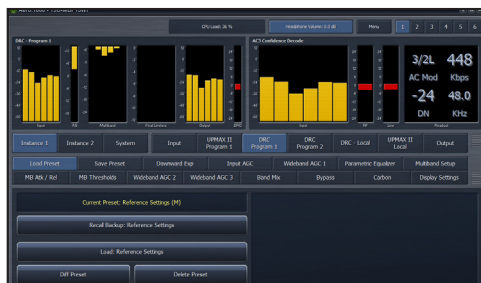 CPU Load: 26 %
Headphone Volume: 0.0 dB
Menu
1 2 3 4 5 6
DRC - Program 1
AC3 Confidence Decode
3/2L 448
AC Mod Kbps
-24 48.0
DN KHz
Input
Multiband
Output
Input
Instance 1
Instance 2
System
Input
UPMAX II Program 1
DRC Program 1
DRC Program 2
DRC - Local
UPMAX II Local
Output
Load Preset
Save Preset
Downward Exp
Input AGC
Wideband AGC 1
Parametric Equalizer
Multiband Setup
MB Atk / Rel
MB Thresholds
Wideband AGC 2
Wideband AGC 3
Band Mix
Bypass
Carbon
Display Settings
Current Preset: Reference Settings (M)
Recall Backup: Reference Settings
Load: Reference Settings
Diff Preset
Delete Preset